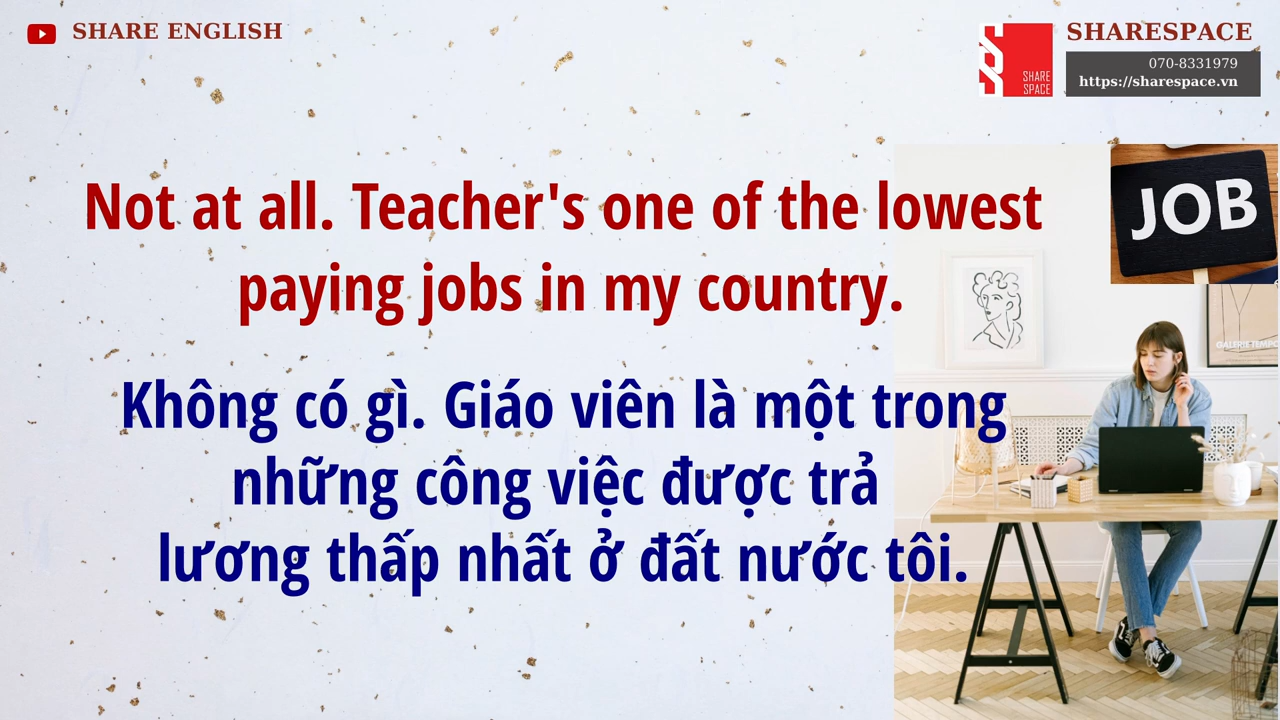 SHARE ENGLISH
SHARESPACE
SHARE
SPACE
070-8331979
https://sharespace.vn
Not at all. Teacher's one of the lowest
paying jobs in my country.
JOB
GALERIE TEMPO
Không có gì. Giáo viên là một trong
những công việc được trả
lương thấp nhất ở đất nước tôi.